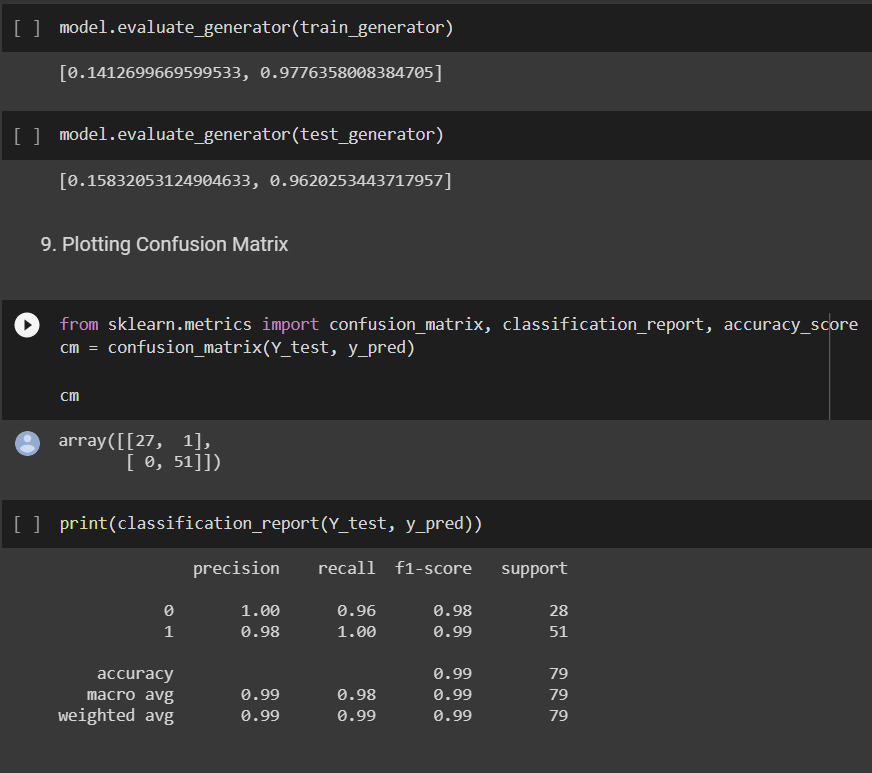 [ ] model.evaluate_generator(train_generator)
[0.1412699669599533, 0.9776358008384705]
[ ] model.evaluate_generator(test_generator)
[0.15832053124904633, 0.9620253443717957]
9. Plotting Confusion Matrix
from sklearn.metrics import confusion_matrix, classification_report, accuracy_score
cm = confusion_matrix(Y_test, y_pred)
cm
array([[27,  1],
       [ 0, 51]])
[ ] print(classification_report(Y_test, y_pred))
precision    recall  f1-score   support
0       1.00      0.96      0.98        28
1       0.98      1.00      0.99        51
accuracy                           0.99        79
macro avg       0.99      0.98      0.99        79
weighted avg       0.99      0.99      0.99        79